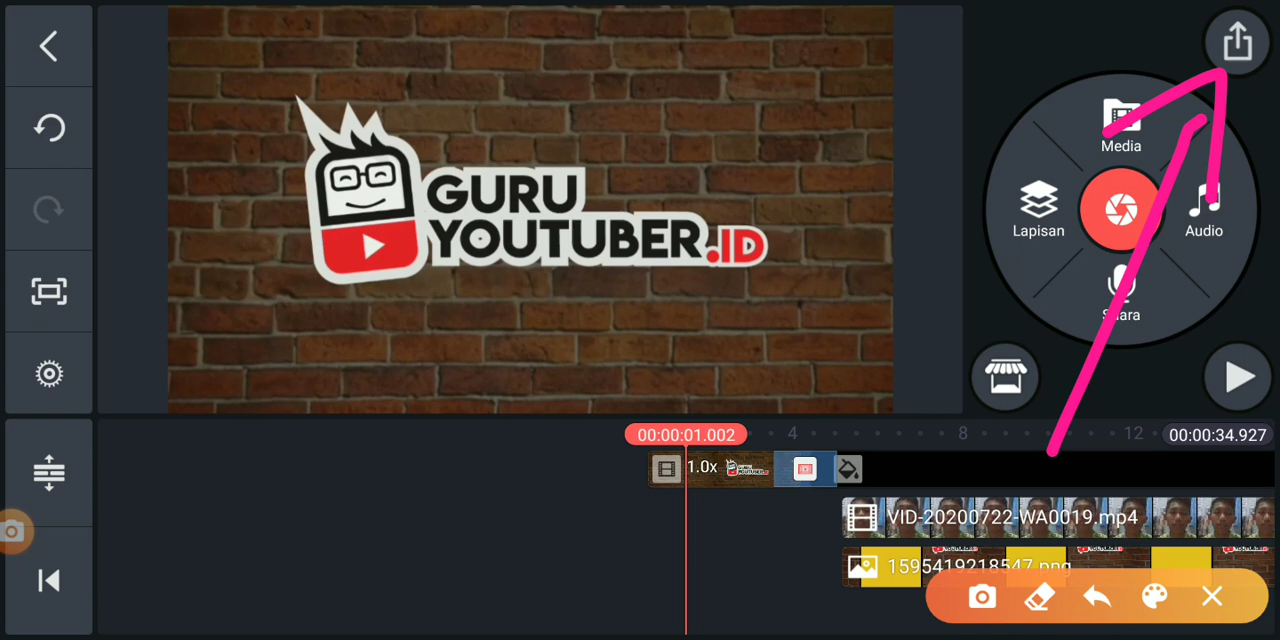 Media
Lapisan
Audio
Suara
GURU
YOUTUBER.ID
00:00:01.002
4
8
12
00:00:34.927
1.0x
VID-20200722-WA0019.mp4
1595419218547.png